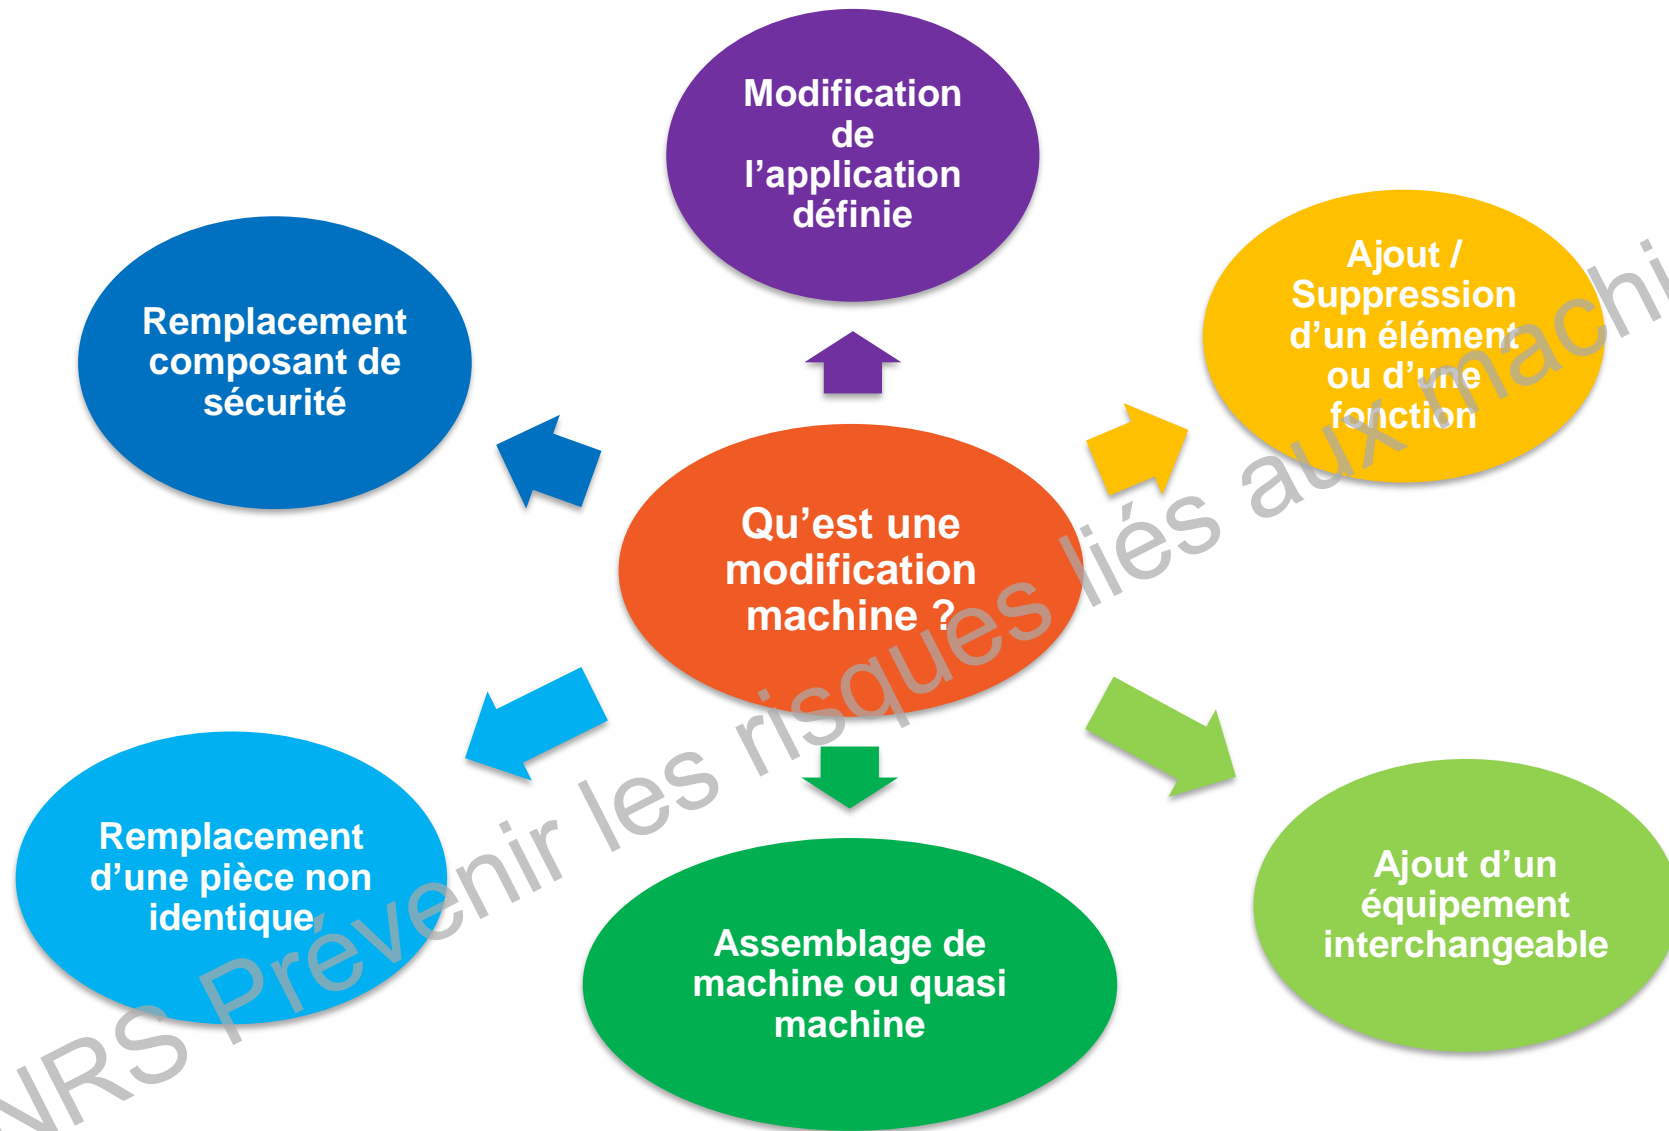 Modification
de
l’application
définie
Ajout /
Suppression
d’un élément
ou d’une
fonction
Remplacement
composant de
sécurité
Qu’est une
modification
machine ?
Remplacement
d’une pièce non
identique
Assemblage de
machine ou quasi
machine
Ajout d’un
équipement
interchangeable
NRS Prévenir les risques liés aux machi